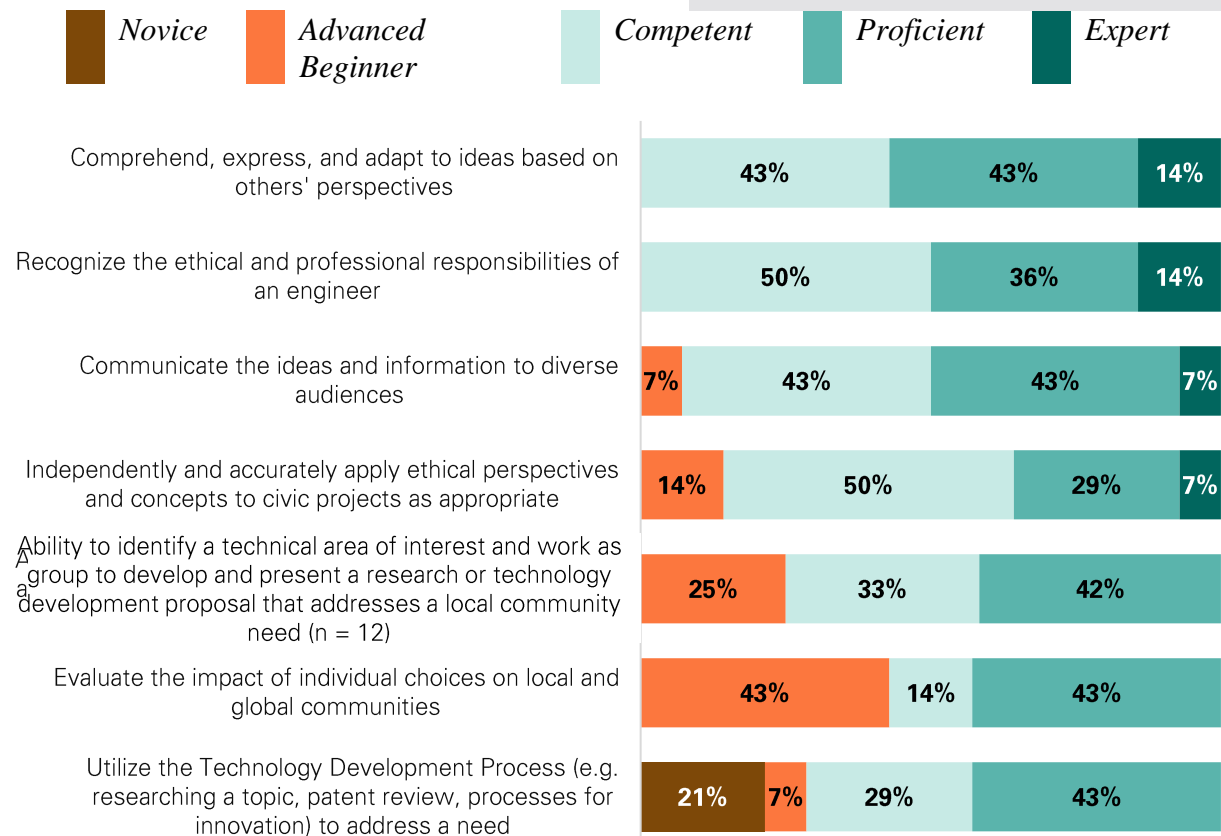 Novice Advanced Competent Proficient Expert
Beginner
Comprehend, express, and adapt to ideas based on
others' perspectives
43% 43% 14%
Recognize the ethical and professional responsibilities of
an engineer
50% 36% 14%
Communicate the ideas and information to diverse
audiences
7% 43% 43% 7%
Independently and accurately apply ethical perspectives
and concepts to civic projects as appropriate
14% 50% 29% 7%
Ability to identify a technical area of interest and work as
group to develop and present a research or technology
development proposal that addresses a local community
need (n = 12)
25% 33% 42%
Evaluate the impact of individual choices on local and
global communities
43% 14% 43%
Utilize the Technology Development Process (e.g.
researching a topic, patent review, processes for
innovation) to address a need
21% 7% 29% 43%